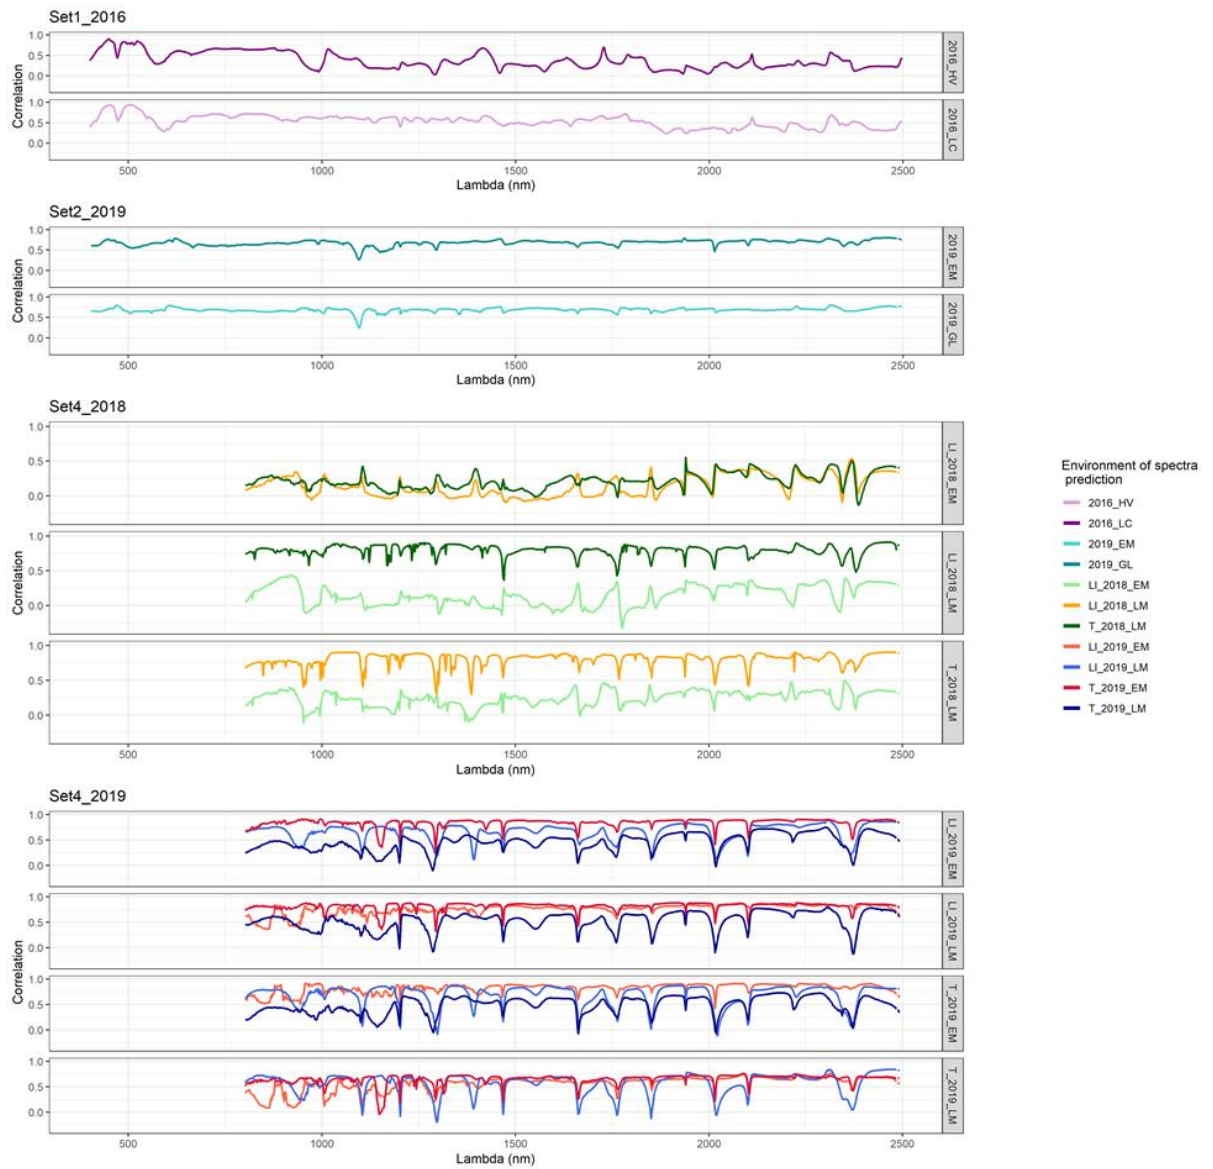 Set1_2016
1.0
0.5
0.0
2016_HV
Correlation
1.0
0.5
0.0
2016_LC
500
1000
1500
2000
2500
Lambda (nm)
Set2_2019
1.0
0.5
0.0
2019_EM
Correlation
1.0
0.5
0.0
2019_GL
500
1000
1500
2000
2500
Lambda (nm)
Set4_2018
1.0
0.5
0.0
LI_2018_EM
Correlation
1.0
0.5
0.0
LI_2018_LM
1.0
0.5
0.0
T_2018_LM
500
1000
1500
2000
2500
Lambda (nm)
Set4_2019
1.0
0.5
0.0
LI_2019_EM
Correlation
1.0
0.5
0.0
LI_2019_LM
1.0
0.5
0.0
T_2019_EM
1.0
0.5
0.0
T_2019_LM
500
1000
1500
2000
2500
Lambda (nm)
Environment of spectra
prediction
2016_HV
2016_LC
2019_EM
2019_GL
LI_2018_EM
LI_2018_LM
T_2018_LM
LI_2019_EM
LI_2019_LM
T_2019_EM
T_2019_LM